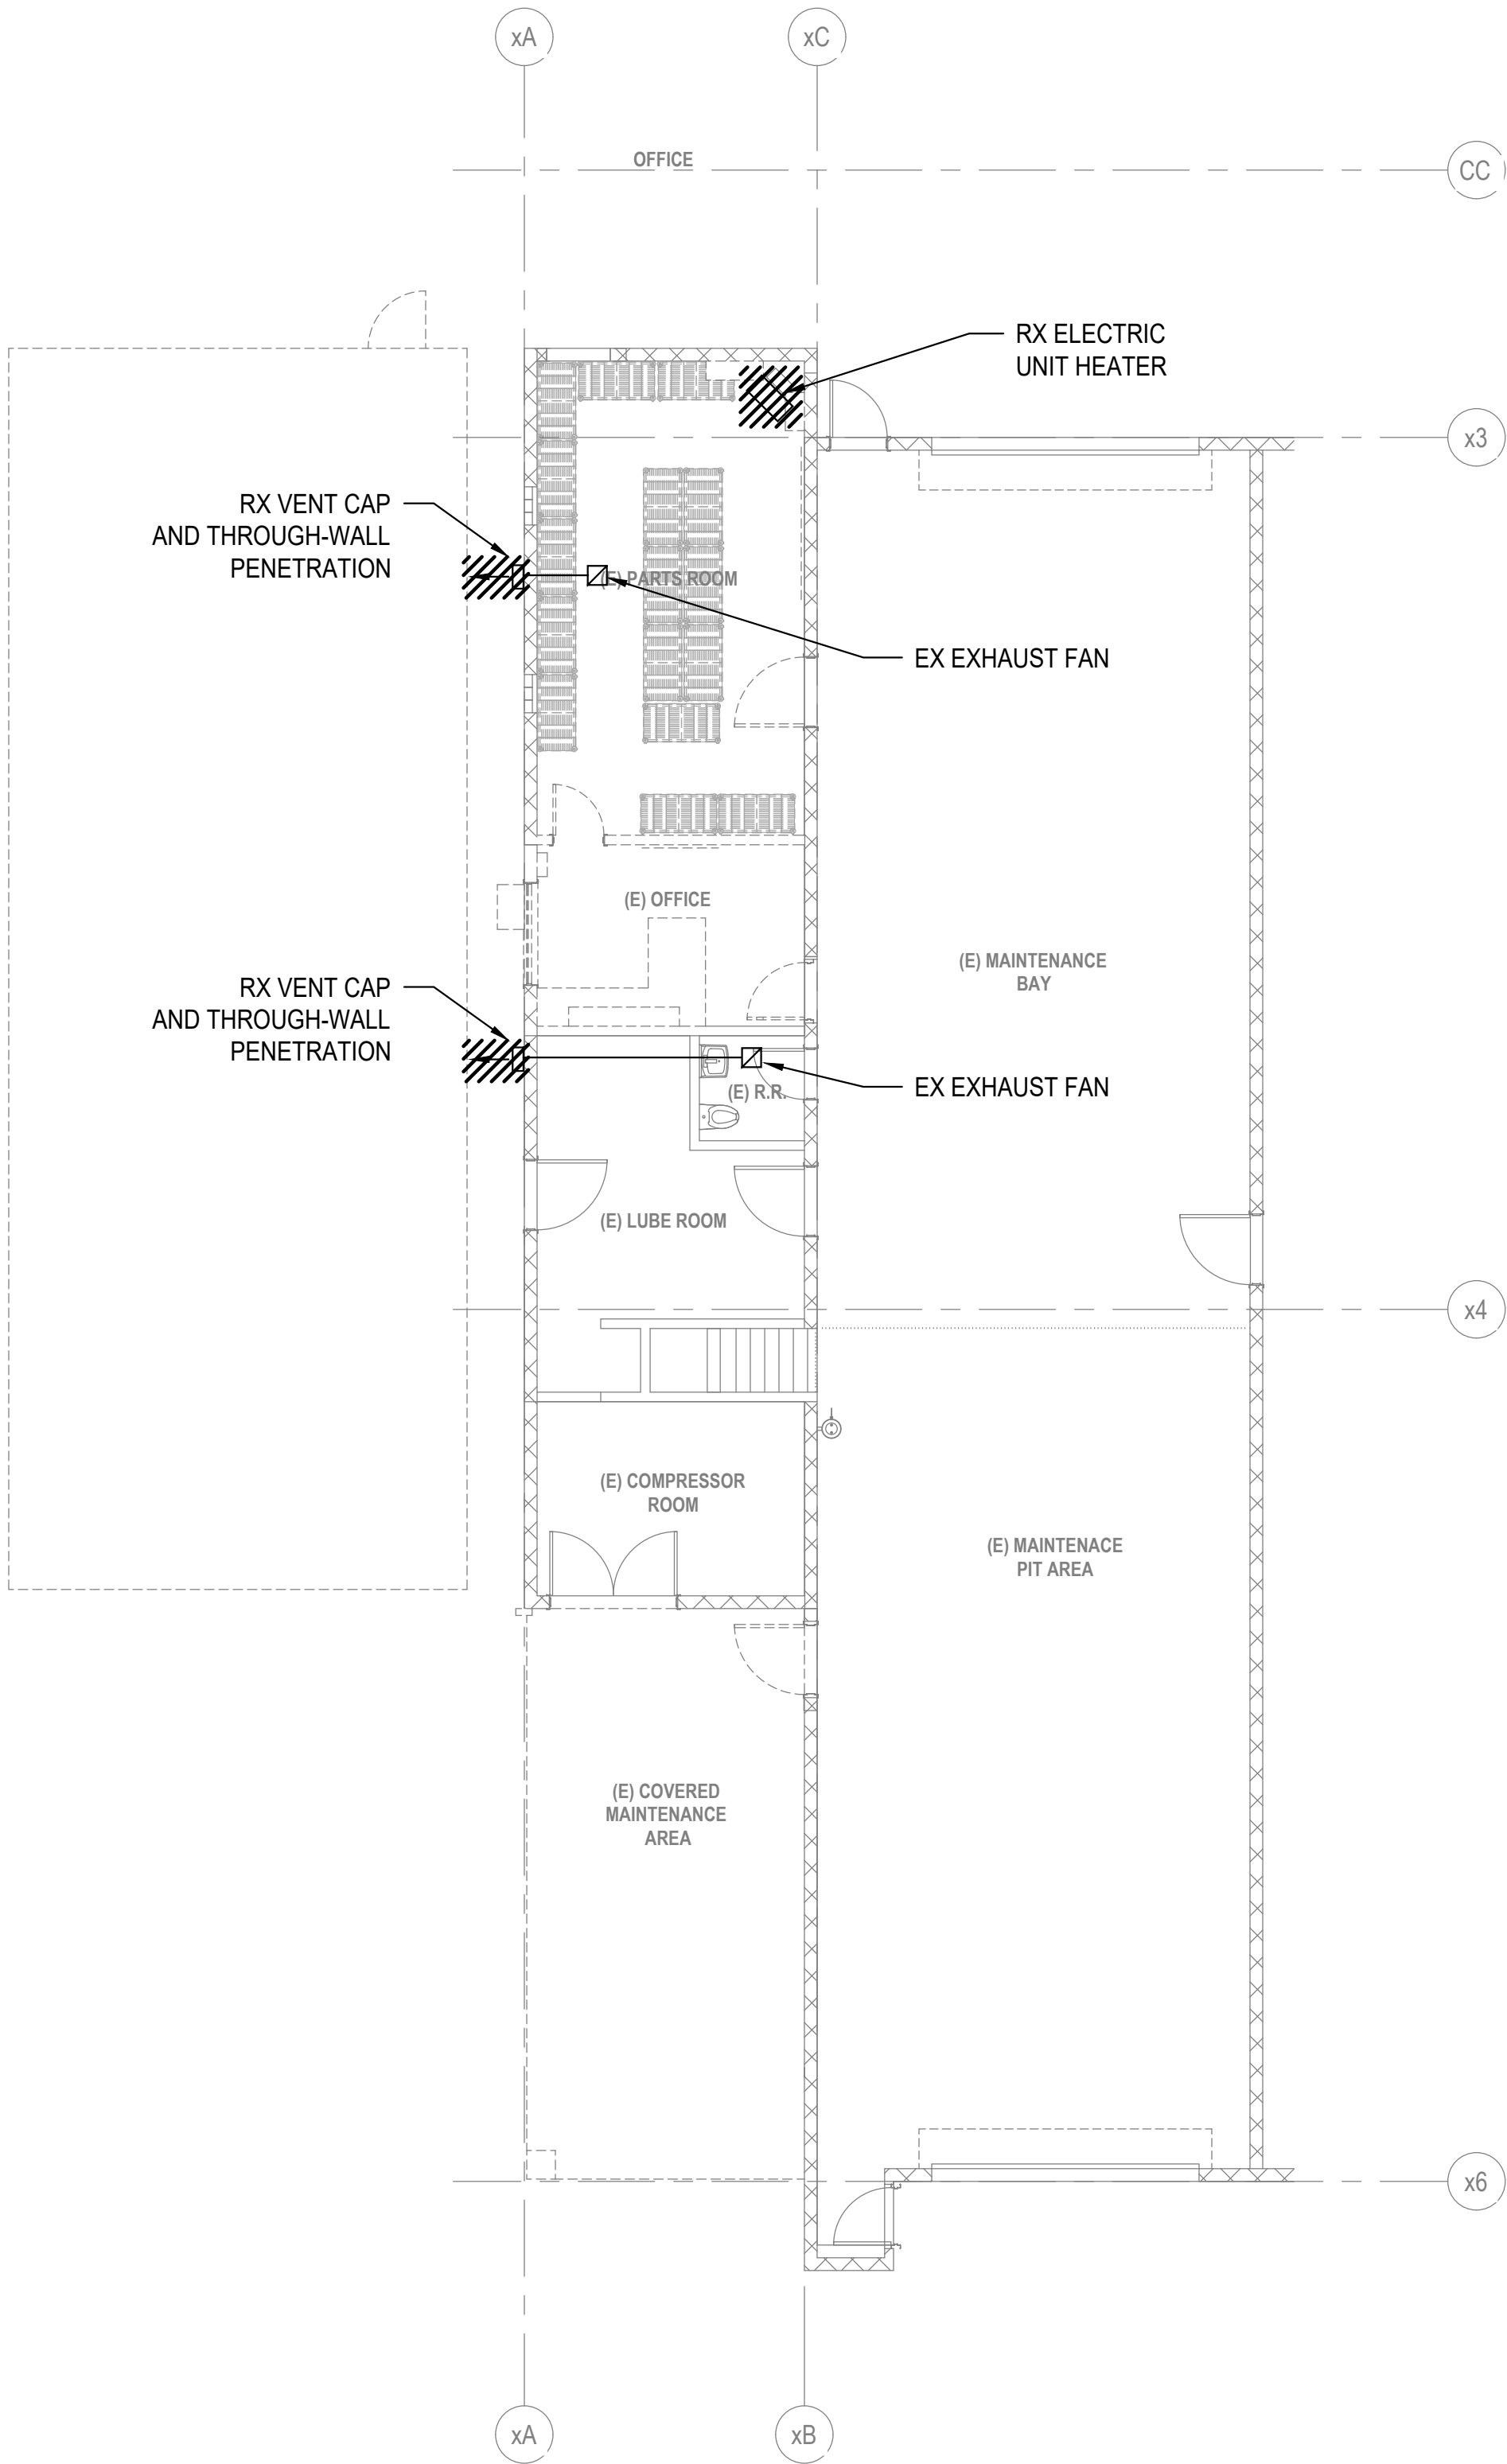 xA
xC
OFFICE
CC
RX ELECTRIC
UNIT HEATER
x3
RX VENT CAP
AND THROUGH-WALL
PENETRATION
(E) PARTS ROOM
EX EXHAUST FAN
(E) OFFICE
(E) MAINTENANCE
BAY
RX VENT CAP
AND THROUGH-WALL
PENETRATION
EX EXHAUST FAN
(E) R.R.
(E) LUBE ROOM
x4
(E) COMPRESSOR
ROOM
(E) MAINTENACE
PIT AREA
(E) COVERED
MAINTENANCE
AREA
x6
xA
xB